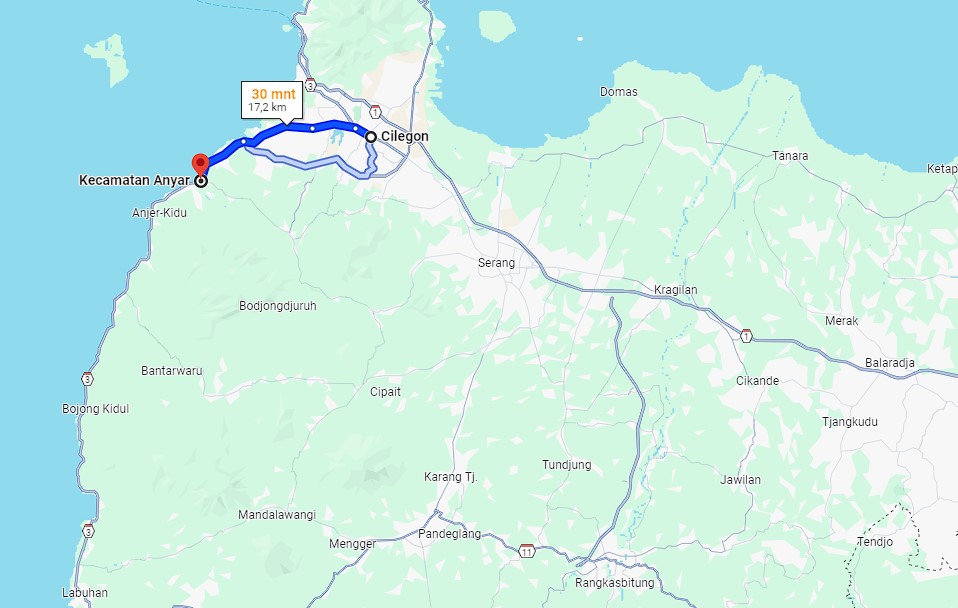 3
Domas
30 mnt
17,2 km
1
Cilegon
Tanara
Ketap
Kecamatan Anyar
Anjer-Kidu
Serang
Kragilan
Bodjongdjuruh
Merak
1
Balaradja
Bantarwaru
3
Cipait
Cikande
Bojong Kidul
Tjangkudu
Tundjung
Karang Tj.
Jawilan
Mandalawangi
3
Pandeglang
Mengger
Tendjo
11
Rangkasbitung
Labuhan